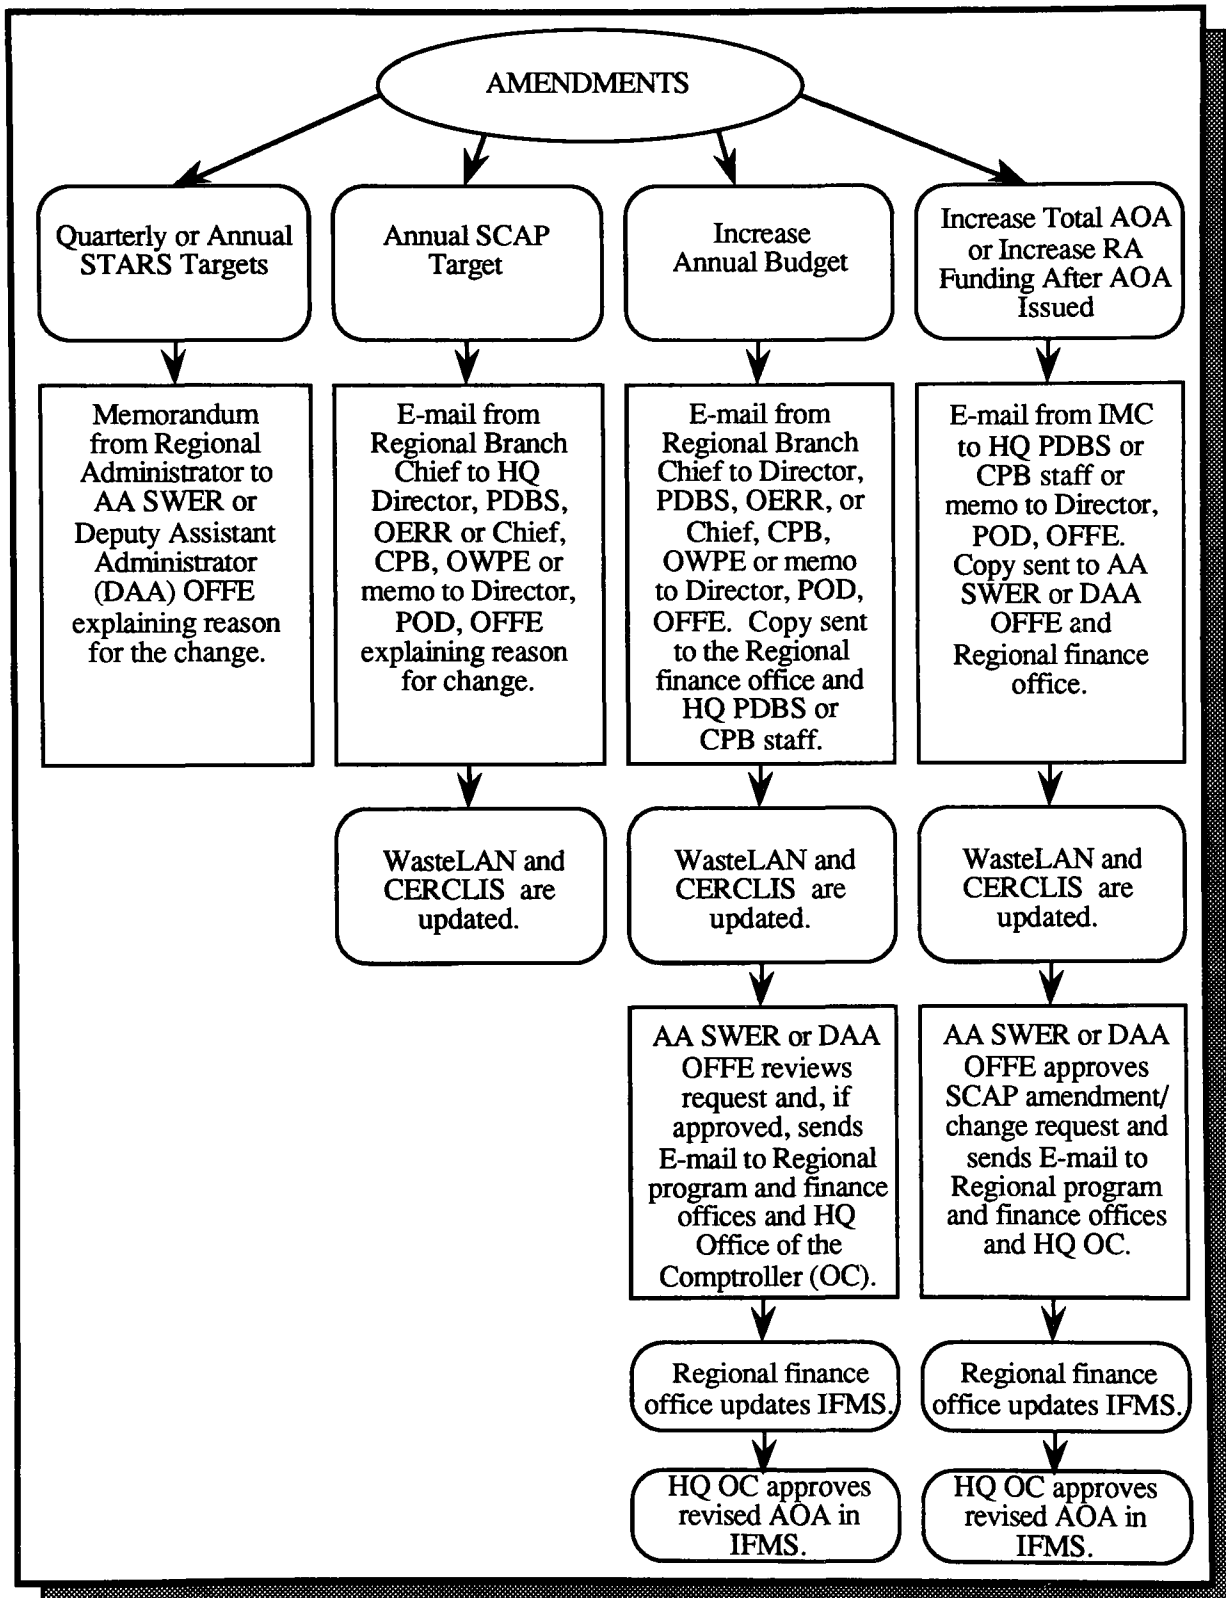 AMENDMENTS
Quarterly or Annual
STARS Targets
Annual SCAP
Target
Increase
Annual Budget
Increase Total AOA
or Increase RA
Funding After AOA
Issued
Memorandum
from Regional
Administrator to
AA SWER or
Deputy Assistant
Administrator
(DAA) OFFE
explaining reason
for the change.
E-mail from
Regional Branch
Chief to HQ
Director, PDBS,
OERR or Chief,
CPB, OWPE or
memo to Director,
POD, OFFE
explaining reason
for change.
E-mail from
Regional Branch
Chief to Director,
PDBS, OERR, or
Chief, CPB,
OWPE or memo
to Director, POD,
OFFE. Copy sent
to the Regional
finance office and
HQ PDBS or
CPB staff.
E-mail from IMC
to HQ PDBS or
CPB staff or
memo to Director,
POD, OFFE.
Copy sent to AA
SWER or DAA
OFFE and
Regional finance
office.
WasteLAN and
CERCLIS are
updated.
WasteLAN and
CERCLIS are
updated.
WasteLAN and
CERCLIS are
updated.
AA SWER or DAA
OFFE reviews
request and, if
approved, sends
E-mail to Regional
program and finance
offices and HQ
Office of the
Comptroller (OC).
AA SWER or DAA
OFFE approves
SCAP amendment/
change request and
sends E-mail to
Regional program
and finance offices
and HQ OC.
Regional finance
office updates IFMS.
Regional finance
office updates IFMS.
HQ OC approves
revised AOA in
IFMS.
HQ OC approves
revised AOA in
IFMS.